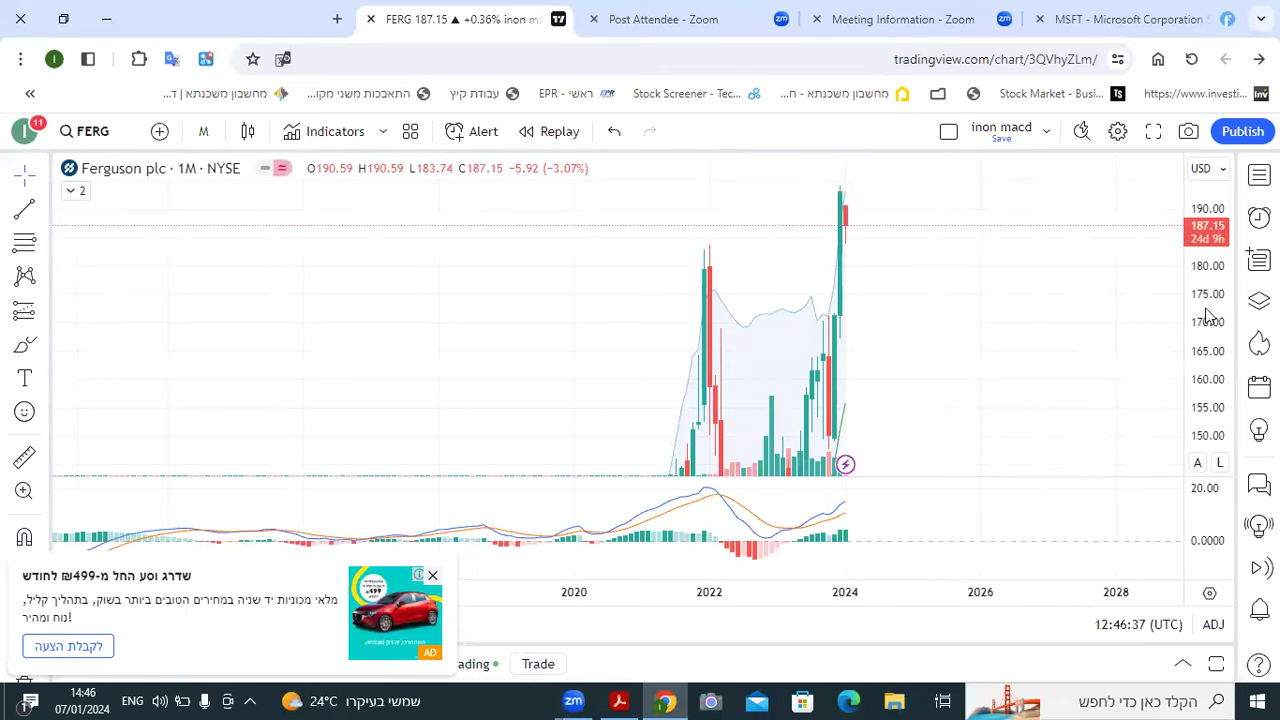 FERG 187.15 ▲ +0.36% inon m
Post Attendee - Zoom
Meeting Information - Zoom
MSFT - Microsoft Corporation
tradingview.com/chart/3QVhyZLm/
מחשבון משכנתא | ד...
התאבכות משני מקו...
עבודת קיץ
EPR - ראשי
Stock Screener - Tec...
מחשבון משכנתא - ח...
Stock Market - Busi...
https://www.investi...
11
FERG
M
Indicators
Alert
Replay
inon macd
Save
Publish
Ferguson plc · 1M · NYSE
O190.59 H190.59 L183.74 C187.15 −5.92 (−3.07%)
USD
2
190.00
187.15
24d 9h
180.00
175.00
170.00
165.00
160.00
155.00
150.00
A L
20.00
0.0000
2020 2022 2024 2026 2028
שדרג וסע החל מ-₪499 לחודש
מלאי מכוניות יד שניה במחירים הטובים ביותר בשוק, בתהליך קליל,
נוח ומהיר!
לקבלת הצעה
₪499
AD
12:46:37 (UTC) ADJ
ading
Trade
14:46
07/01/2024
ENG
24°C שמשי בעיקרו
הקלד כאן כדי לחפש